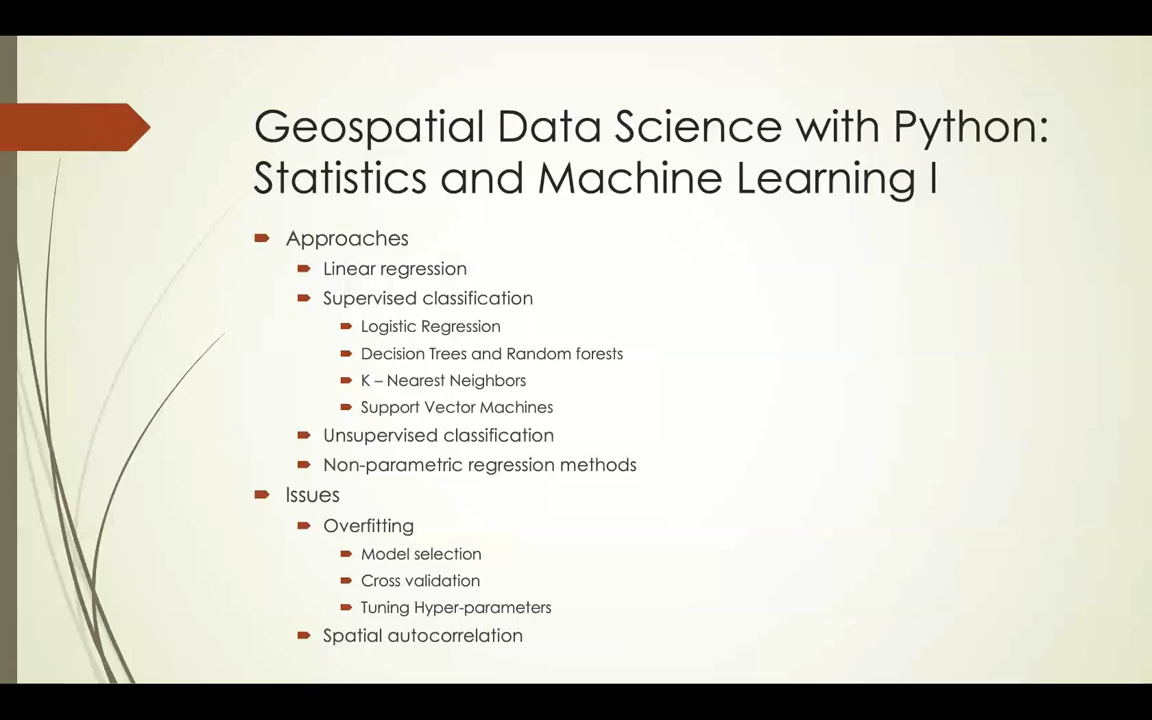 Geospatial Data Science with Python:
Statistics and Machine Learning I
Approaches
Linear regression
Supervised classification
Logistic Regression
Decision Trees and Random forests
K – Nearest Neighbors
Support Vector Machines
Unsupervised classification
Non-parametric regression methods
Issues
Overfitting
Model selection
Cross validation
Tuning Hyper-parameters
Spatial autocorrelation